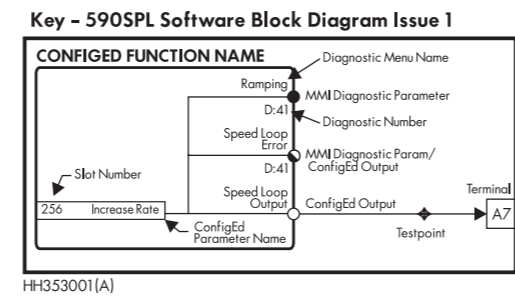 Key – 590SPL Software Block Diagram Issue 1
CONFIGED FUNCTION NAME
Diagnostic Menu Name
Ramping
MMI Diagnostic Parameter
D:41
Diagnostic Number
Speed Loop
Error
MMI Diagnostic Param/
ConfigEd Output
D:41
Slot Number
Speed Loop
Output
ConfigEd Output
Terminal
256
Increase Rate
A7
ConfigEd
Parameter Name
Testpoint
HH353001(A)